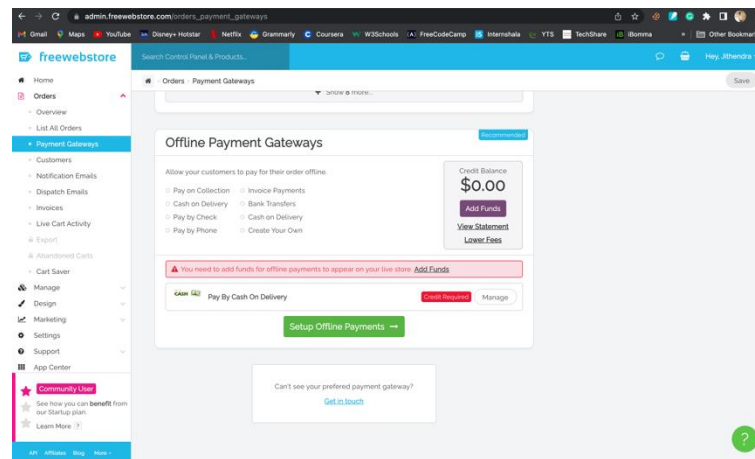 admin.freewebstore.com/orders_payment_gateways
Gmail Maps YouTube Disney+ Hotstar Netflix Grammarly Coursera W3Schools FreeCodeCamp Internshala YTS TechShare iBomma » Other Bookmar
freewebstore
Search Control Panel & Products...
Hey, Jithendra
Home
Orders
Overview
List All Orders
Payment Gateways
Customers
Notification Emails
Dispatch Emails
Invoices
Live Cart Activity
Export
Abandoned Carts
Cart Saver
Manage
Design
Marketing
Settings
Support
App Center
Community User
See how you can benefit from
our Startup plan.
Learn More ?
API Affiliates Blog More
Orders Payment Gateways
Save
Show 8 more...
Recommended
Offline Payment Gateways
Allow your customers to pay for their order offline.
Pay on Collection Invoice Payments
Cash on Delivery Bank Transfers
Pay by Check Cash on Delivery
Pay by Phone Create Your Own
Credit Balance
$0.00
Add Funds
View Statement
Lower Fees
You need to add funds for offline payments to appear on your live store. Add Funds
CASH Pay By Cash On Delivery Credit Required Manage
Setup Offline Payments →
Can't see your prefered payment gateway?
Get in touch
?